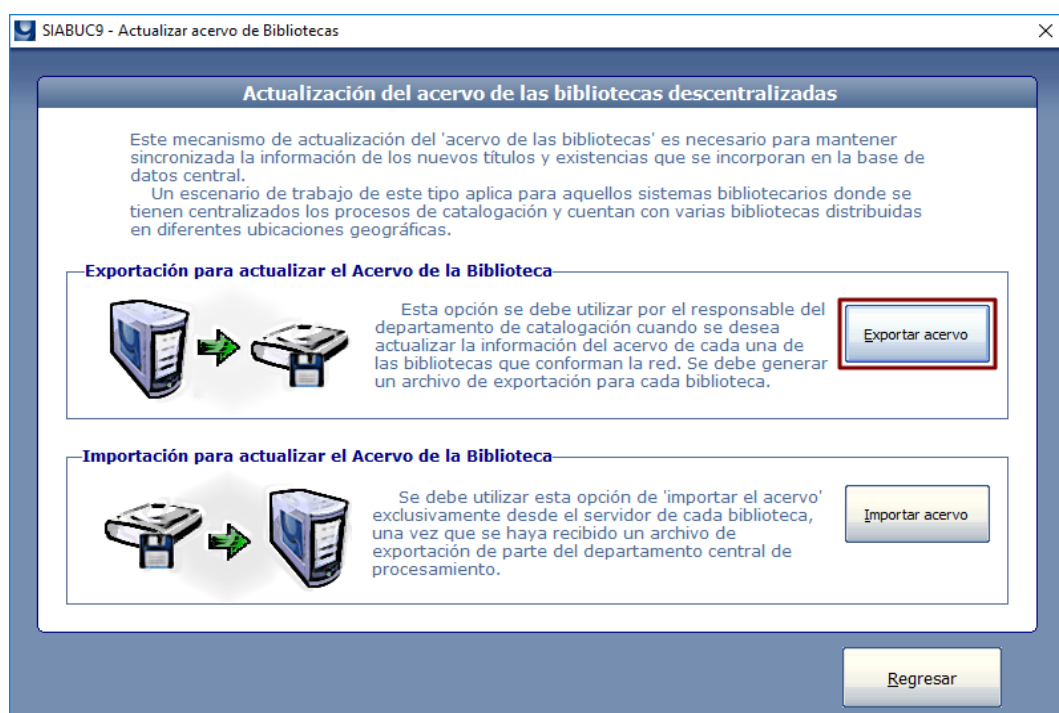 SIABUC9 - Actualizar acervo de Bibliotecas
Actualización del acervo de las bibliotecas descentralizadas
Este mecanismo de actualización del 'acervo de las bibliotecas' es necesario para mantener
sincronizada la información de los nuevos títulos y existencias que se incorporan en la base de
datos central.
Un escenario de trabajo de este tipo aplica para aquellos sistemas bibliotecarios donde se
tienen centralizados los procesos de catalogación y cuentan con varias bibliotecas distribuidas
en diferentes ubicaciones geográficas.
Exportación para actualizar el Acervo de la Biblioteca
Esta opción se debe utilizar por el responsable del
departamento de catalogación cuando se desea
actualizar la información del acervo de cada una de
las bibliotecas que conforman la red. Se debe generar
un archivo de exportación para cada biblioteca.
Exportar acervo
Importación para actualizar el Acervo de la Biblioteca
Se debe utilizar esta opción de 'importar el acervo'
exclusivamente desde el servidor de cada biblioteca,
una vez que se haya recibido un archivo de
exportación de parte del departamento central de
procesamiento.
Importar acervo
Regresar